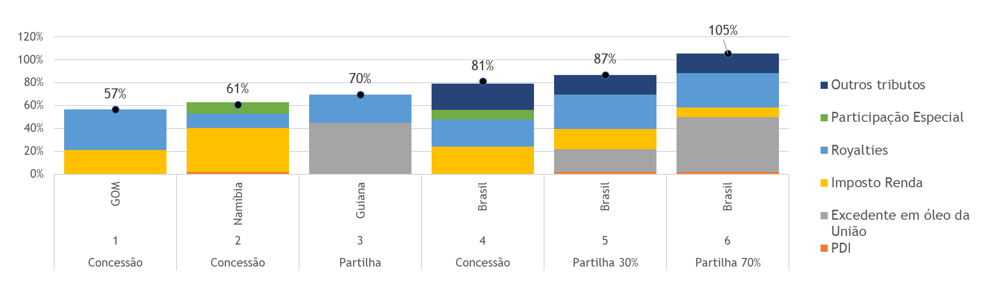 105%
120%
100%
80%
60%
40%
20%
0%
57%
61%
70%
81%
87%
GOM
Namíbia
Guiana
Brasil
Brasil
Brasil
1
2
3
4
5
6
Concessão
Concessão
Partilha
Concessão
Partilha 30%
Partilha 70%
Outros tributos
Participação Especial
Royalties
Imposto Renda
Excedente em óleo da
União
PDI